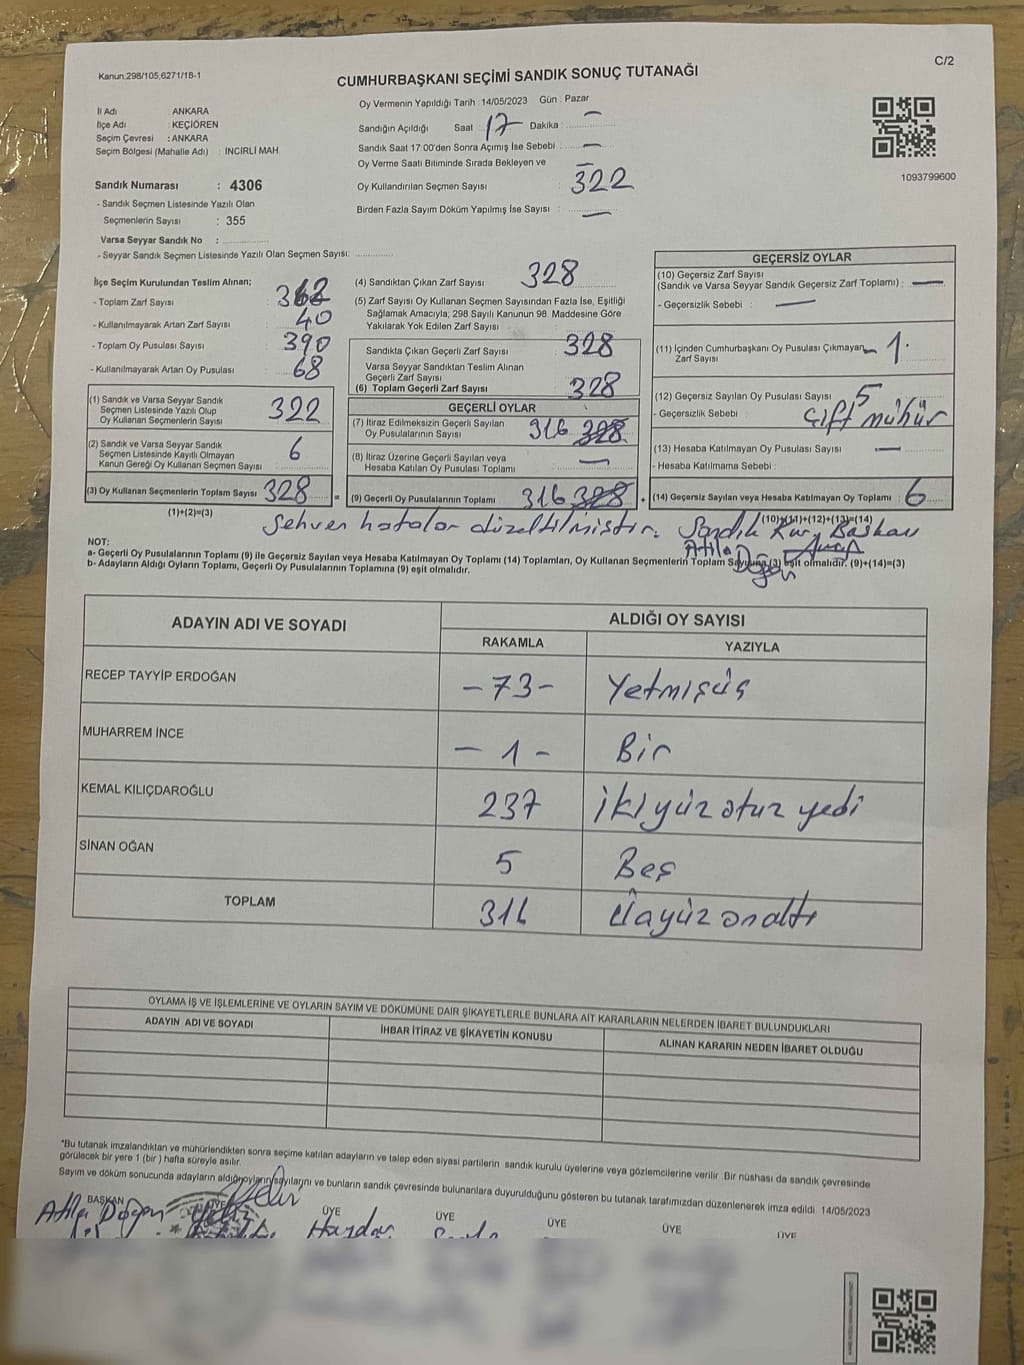 Kanun:298/105,6271/18-1
C/2
CUMHURBAŞKANI SEÇİMİ SANDIK SONUÇ TUTANAĞI
İl Adı : ANKARA
İlçe Adı : KEÇİÖREN
Seçim Çevresi : ANKARA
Seçim Bölgesi (Mahalle Adı) : İNCİRLİ MAH.
Sandık Numarası : 4306
- Sandık Seçmen Listesinde Yazılı Olan
Seçmenlerin Sayısı : 355
Varsa Seyyar Sandık No :
- Seyyar Sandık Seçmen Listesinde Yazılı Olan Seçmen Sayısı:
Oy Vermenin Yapıldığı Tarih : 14/05/2023 Gün : Pazar
Sandığın Açıldığı Saat : 17 Dakika : —
Sandık Saat 17:00'den Sonra Açımış İse Sebebi : —
Oy Verme Saati Bitiminde Sırada Bekleyen ve : —
Oy Kullandırılan Seçmen Sayısı 322
Birden Fazla Sayım Döküm Yapılmış İse Sayısı : —
1093799600
İlçe Seçim Kurulundan Teslim Alınan;
- Toplam Zarf Sayısı
- Kullanılmayarak Artan Zarf Sayısı : 40
- Toplam Oy Pusulası Sayısı : 390
- Kullanılmayarak Artan Oy Pusulası : 68
(1) Sandık ve Varsa Seyyar Sandık
Seçmen Listesinde Yazılı Olup
Oy Kullanan Seçmenlerin Sayısı 322
(2) Sandık ve Varsa Seyyar Sandık
Seçmen Listesinde Kayıtlı Olmayan
Kanun Gereği Oy Kullanan Seçmen Sayısı 6
(3) Oy Kullanan Seçmenlerin Toplam Sayısı 328
(1)+(2)=(3)
(4) Sandıktan Çıkan Zarf Sayısı 328
(5) Zarf Sayısı Oy Kullanan Seçmen Sayısından Fazla İse, Eşitliği
Sağlamak Amacıyla; 298 Sayılı Kanunun 98. Maddesine Göre
Yakılarak Yok Edilen Zarf Sayısı :
Sandıkta Çıkan Geçerli Zarf Sayısı 328
Varsa Seyyar Sandıktan Teslim Alınan
Geçerli Zarf Sayısı
(6) Toplam Geçerli Zarf Sayısı 328
GEÇERLİ OYLAR
(7) İtiraz Edilmeksizin Geçerli Sayılan
Oy Pusulalarının Sayısı 316 328
(8) İtiraz Üzerine Geçerli Sayılan veya
Hesaba Katılan Oy Pusulası Toplamı —
= (9) Geçerli Oy Pusulalarının Toplamı 316 328 +
GEÇERSİZ OYLAR
(10) Geçersiz Zarf Sayısı
(Sandık ve Varsa Seyyar Sandık Geçersiz Zarf Toplamı) : —
- Geçersizlik Sebebi : —
(11) İçinden Cumhurbaşkanı Oy Pusulası Çıkmayan 1
Zarf Sayısı
(12) Geçersiz Sayılan Oy Pusulası Sayısı 5
- Geçersizlik Sebebi : Çift mühür
(13) Hesaba Katılmayan Oy Pusulası Sayısı —
- Hesaba Katılmama Sebebi :
(14) Geçersiz Sayılan veya Hesaba Katılmayan Oy Toplamı : 6
(10)+(11)+(12)+(13)=(14)
Sehven hatalar düzeltilmiştir. Sandık Kur. Başkanı
Atila Doğan
NOT:
a- Geçerli Oy Pusulalarının Toplamı (9) ile Geçersiz Sayılan veya Hesaba Katılmayan Oy Toplamı (14) Toplamları, Oy Kullanan Seçmenlerin Toplam Sayısına (3) eşit olmalıdır. (9)+(14)=(3)
b- Adayların Aldığı Oyların Toplamı, Geçerli Oy Pusulalarının Toplamına (9) eşit olmalıdır.
ADAYIN ADI VE SOYADI ALDIĞI OY SAYISI
RAKAMLA YAZIYLA
RECEP TAYYİP ERDOĞAN -73- Yetmişüç
MUHARREM İNCE - 1 - Bir
KEMAL KILIÇDAROĞLU 237 ikiyüz otuz yedi
SİNAN OĞAN 5 Beş
TOPLAM 316 Üçyüz onaltı
OYLAMA İŞ VE İŞLEMLERİNE VE OYLARIN SAYIM VE DÖKÜMÜNE DAİR ŞİKAYETLERLE BUNLARA AİT KARARLARIN NELERDEN İBARET BULUNDUKLARI
ADAYIN ADI VE SOYADI İHBAR İTİRAZ VE ŞİKAYETİN KONUSU ALINAN KARARIN NEDEN İBARET OLDUĞU
*Bu tutanak imzalandıktan ve mühürlendikten sonra seçime katılan adayların ve talep eden siyasi partilerin sandık kurulu üyelerine veya gözlemcilerine verilir. Bir nüshası da sandık çevresinde
görülecek bir yere 1 (bir) hafta süreyle asılır.
Sayım ve döküm sonucunda adayların aldığı oyların sayılarını ve bunların sandık çevresinde bulunanlara duyurulduğunu gösteren bu tutanak tarafımızdan düzenlenerek imza edildi. 14/05/2023
BAŞKAN ÜYE ÜYE ÜYE ÜYE ÜYE ÜYE
Atila Doğan